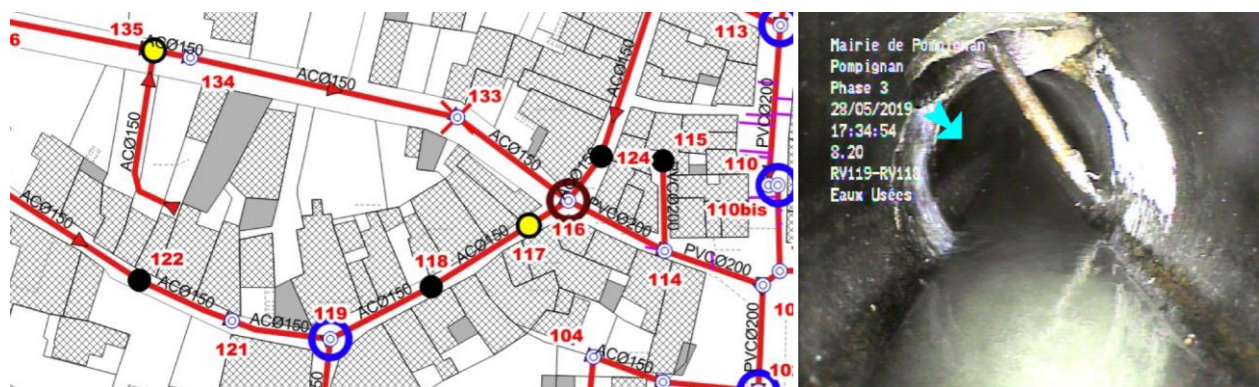 135
ACØ150
113
6
134
ACØ150
133
ACØ150
PVCØ200
115
ACØ150
ACØ150
124
110
ACØ150
110bis
116
PVCØ200
ACØ150
117
ACØ150
122
118
114
PVCØ200
ACØ150
119
ACØ150
ACØ150
121
104
ACØ150
PVCØ200
Mairie de Pompignan
Pompignan
Phase 3
28/05/2019
17:34:54
8.20
RV119-RV118
Eaux Usées